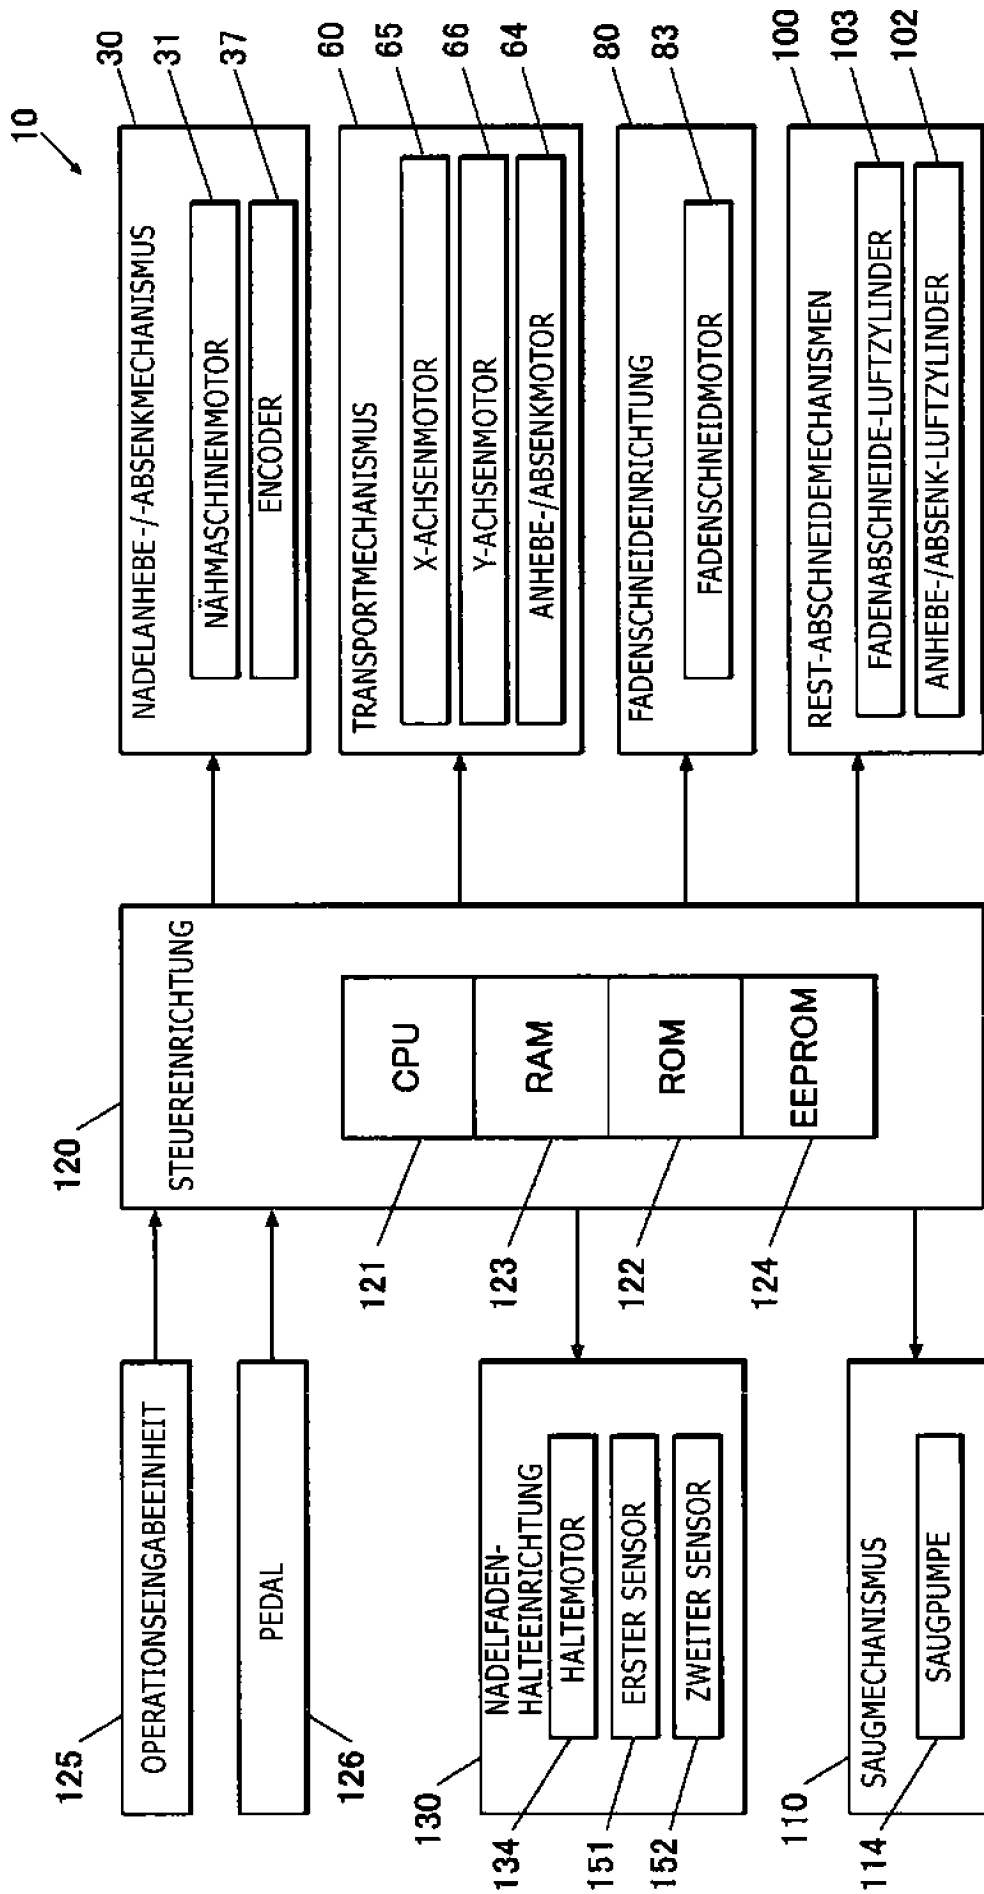 10
125
OPERATIONSEINGABEEINHEIT
PEDAL
126
130
NADELFADEN-
HALTEEINRICHTUNG
HALTEMOTOR
ERSTER SENSOR
ZWEITER SENSOR
134
151
152
110
SAUGMECHANISMUS
SAUGPUMPE
114
120
STEUEREINRICHTUNG
CPU
RAM
ROM
EEPROM
121
123
122
124
NADELANHEBE-/-ABSENKMECHANISMUS
NÄHMASCHINENMOTOR
ENCODER
30
31
37
TRANSPORTMECHANISMUS
X-ACHSENMOTOR
Y-ACHSENMOTOR
ANHEBE-/ABSENKMOTOR
60
65
66
64
FADENSCHNEIDEINRICHTUNG
FADENSCHNEIDMOTOR
80
83
REST-ABSCHNEIDEMECHANISMEN
FADENABSCHNEIDE-LUFTZYLINDER
ANHEBE-/ABSENK-LUFTZYLINDER
100
103
102